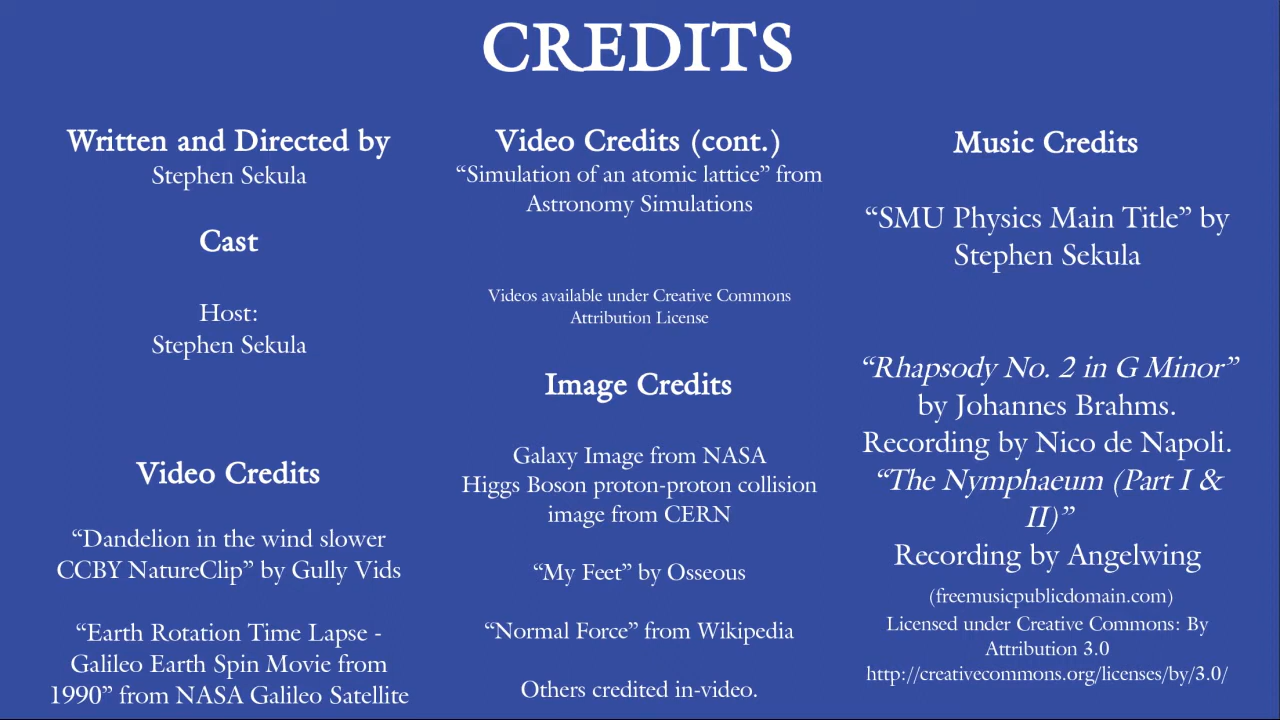 CREDITS
Written and Directed by
Stephen Sekula
Cast
Host:
Stephen Sekula
Video Credits
“Dandelion in the wind slower
CCBY NatureClip” by Gully Vids
“Earth Rotation Time Lapse -
Galileo Earth Spin Movie from
1990” from NASA Galileo Satellite
Video Credits (cont.)
“Simulation of an atomic lattice” from
Astronomy Simulations
Videos available under Creative Commons
Attribution License
Image Credits
Galaxy Image from NASA
Higgs Boson proton-proton collision
image from CERN
“My Feet” by Osseous
“Normal Force” from Wikipedia
Others credited in-video.
Music Credits
“SMU Physics Main Title” by
Stephen Sekula
“Rhapsody No. 2 in G Minor”
by Johannes Brahms.
Recording by Nico de Napoli.
“The Nymphaeum (Part I &
II)”
Recording by Angelwing
(freemusicpublicdomain.com)
Licensed under Creative Commons: By
Attribution 3.0
http://creativecommons.org/licenses/by/3.0/